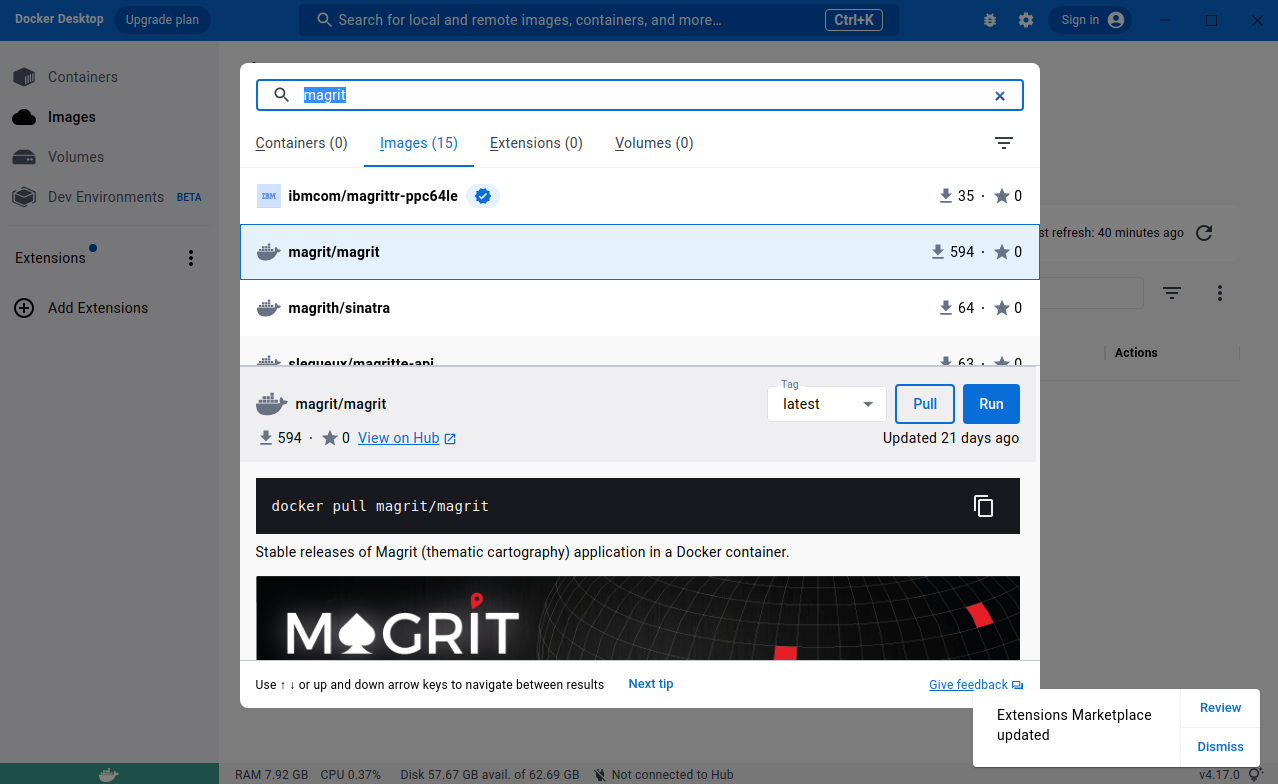 Docker Desktop
Upgrade plan
Search for local and remote images, containers, and more...
Ctrl+K
Sign in
Containers
Images
Volumes
Dev Environments BETA
Extensions
Add Extensions
magrit
Containers (0)
Images (15)
Extensions (0)
Volumes (0)
IBM ibmcom/magrittr-ppc64le
35 · 0
magrit/magrit
594 · 0
magrith/sinatra
64 · 0
slequeux/magritte-api
63 · 0
st refresh: 40 minutes ago
Actions
magrit/magrit
Tag
latest
Pull
Run
594 · 0 View on Hub
Updated 21 days ago
docker pull magrit/magrit
Stable releases of Magrit (thematic cartography) application in a Docker container.
MAGRIT
Use ↑ ↓ or up and down arrow keys to navigate between results
Next tip
Give feedback
Extensions Marketplace
updated
Review
Dismiss
RAM 7.92 GB CPU 0.37% Disk 57.67 GB avail. of 62.69 GB Not connected to Hub
v4.17.0